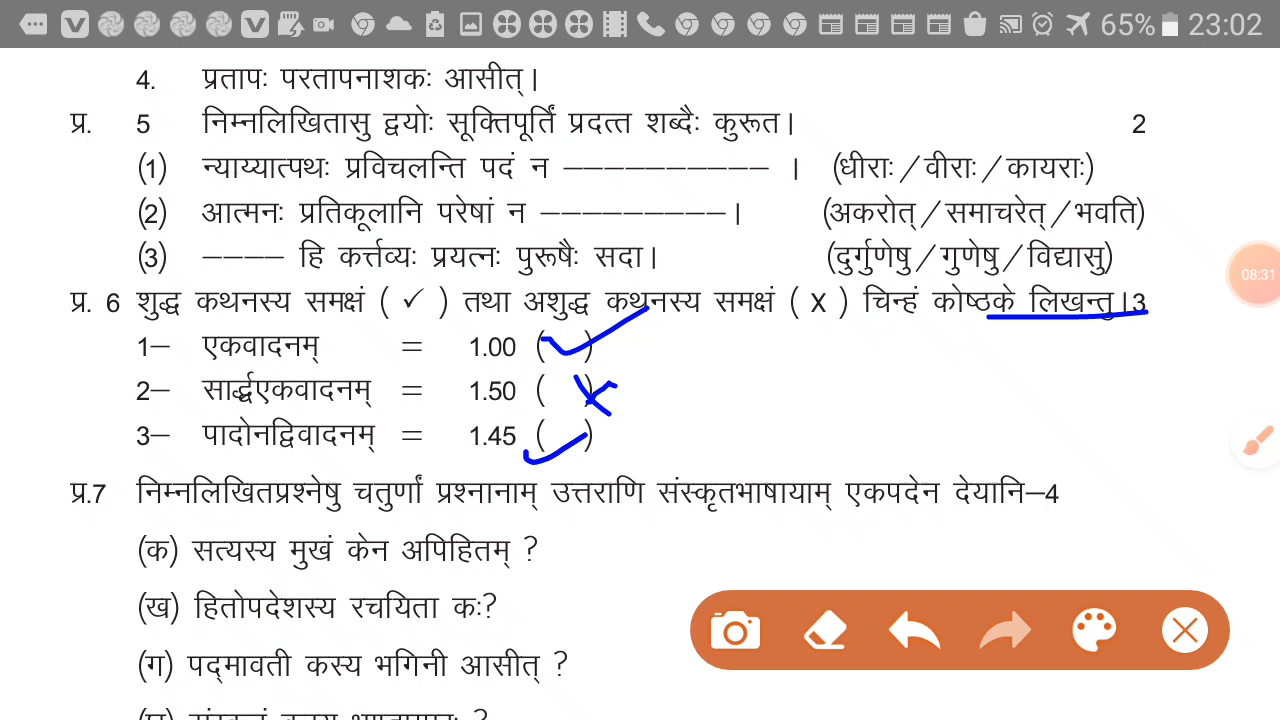 65% 23:02
4. प्रतापः परतापनाशकः आसीत्।
प्र. 5 निम्नलिखितासु द्वयोः सूक्तिपूर्तिं प्रदत्त शब्दैः कुरूत। 2
(1) न्याय्यात्पथः प्रविचलन्ति पदं न —————————— । (धीराः/वीराः/कायराः)
(2) आत्मनः प्रतिकूलानि परेषां न —————————। (अकरोत्/समाचरेत्/भवति)
(3) ———— हि कर्त्तव्यः प्रयत्नः पुरूषैः सदा। (दुर्गुणेषु/गुणेषु/विद्यासु)
08:31
प्र. 6 शुद्ध कथनस्य समक्षं ( ✓ ) तथा अशुद्ध कथनस्य समक्षं ( x ) चिन्हं कोष्ठके लिखन्तु।3
1— एकवादनम् = 1.00 ( )
2— सार्द्धएकवादनम् = 1.50 ( )
3— पादोनद्विवादनम् = 1.45 ( )
प्र.7 निम्नलिखितप्रश्नेषु चतुर्णां प्रश्नानाम् उत्तराणि संस्कृतभाषायाम् एकपदेन देयानि—4
(क) सत्यस्य मुखं केन अपिहितम् ?
(ख) हितोपदेशस्य रचयिता कः?
(ग) पद्मावती कस्य भगिनी आसीत् ?